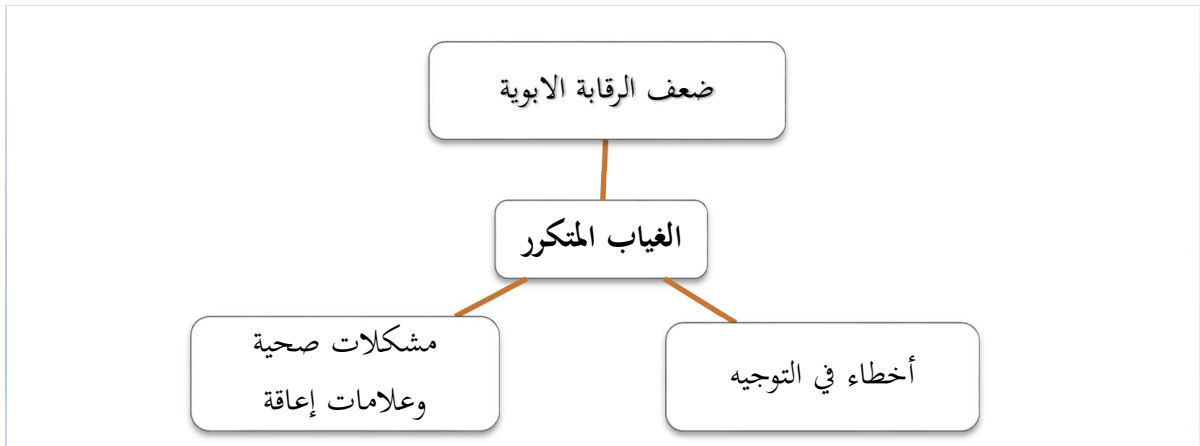 ضعف الرقابة الابوية
الغياب المتكرر
أخطاء في التوجيه
مشكلات صحية
وعلامات إعاقة